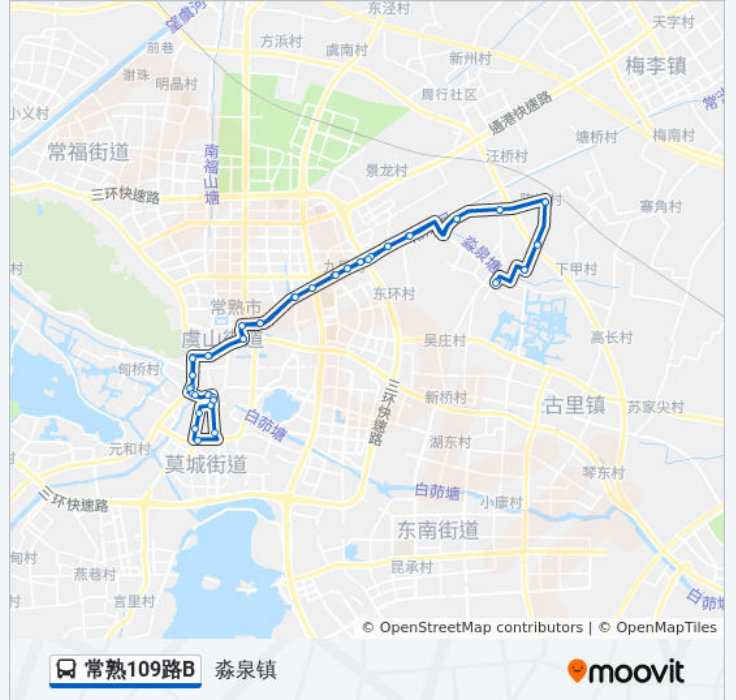 东泾村
天字村
望虞河
前巷
方浜村
虞南村
新州村
梅李镇
谢珠
明晶村
周行社区
小义村
通港快速路
塘桥村
梅南村
常福街道
南福山塘
汪桥村
景龙村
三环快速路
寨角村
淼泉塘
下甲村
村
东环村
常熟市
虞山街道
吴庄村
高长村
甸桥村
新桥村
古里镇
苏家尖村
三环快速路
白茆塘
元和村
湖东村
莫城街道
琴东村
三环快速路
白茆塘
小康村
东南街道
甸村
昆承村
燕巷村
村
言里村
白茆塘
© OpenStreetMap contributors | © OpenMapTiles
常熟109路B 淼泉镇
moovit